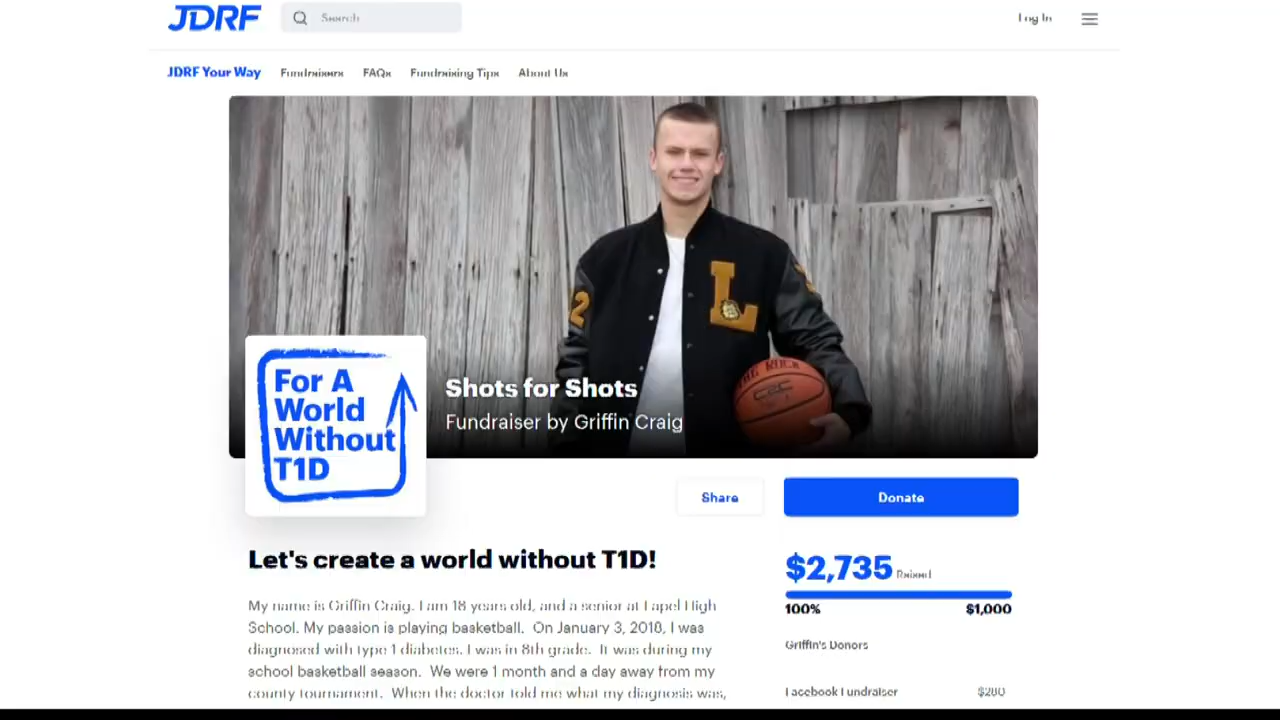 JDRF
Search
Log In
JDRF Your Way
Fundraisers
FAQs
Fundraising Tips
About Us
2
L
THE ROCK
For A
World
Without
T1D
Shots for Shots
Fundraiser by Griffin Craig
Share
Donate
Let's create a world without T1D!
$2,735 Raised
100%
$1,000
My name is Griffin Craig. I am 18 years old, and a senior at Lapel High
School. My passion is playing basketball. On January 3, 2018, I was
diagnosed with type 1 diabetes. I was in 8th grade. It was during my
school basketball season. We were 1 month and a day away from my
county tournament. When the doctor told me what my diagnosis was,
Griffin's Donors
Facebook Fundraiser
$280